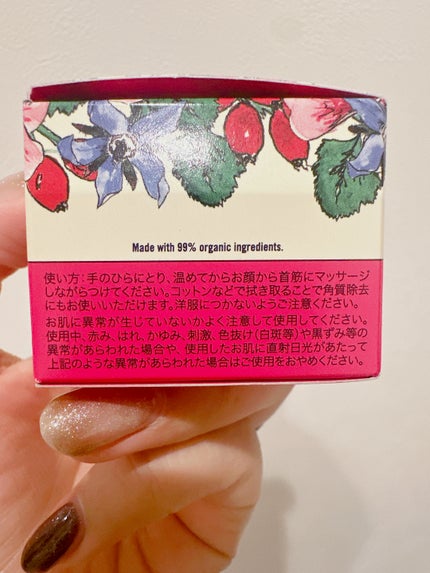 Made with 99% organic ingredients.
使い方：手のひらにとり、温めてからお顔から首筋にマッサージ
しながらつけてください。コットンなどで拭き取ることで角質除去
にもお使いいただけます。洋服につかないようご注意ください。
お肌に異常が生じていないかよく注意して使用してください。
使用中、赤み、はれ、かゆみ、刺激、色抜け(白斑等)や黒ずみ等の
異常があらわれた場合や、使用したお肌に直射日光があたって
上記のような異常があらわれた場合はご使用をおやめください。